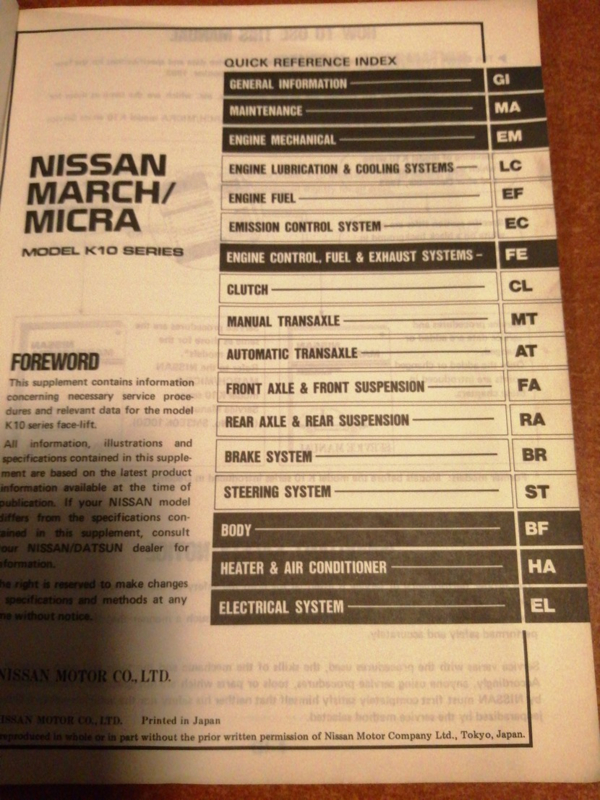 QUICK REFERENCE INDEX
GENERAL INFORMATION GI
MAINTENANCE MA
ENGINE MECHANICAL EM
ENGINE LUBRICATION & COOLING SYSTEMS LC
ENGINE FUEL EF
EMISSION CONTROL SYSTEM EC
ENGINE CONTROL, FUEL & EXHAUST SYSTEMS FE
CLUTCH CL
MANUAL TRANSAXLE MT
AUTOMATIC TRANSAXLE AT
FRONT AXLE & FRONT SUSPENSION FA
REAR AXLE & REAR SUSPENSION RA
BRAKE SYSTEM BR
STEERING SYSTEM ST
BODY BF
HEATER & AIR CONDITIONER HA
ELECTRICAL SYSTEM EL
NISSAN
MARCH/
MICRA
MODEL K10 SERIES
FOREWORD
This supplement contains information
concerning necessary service proce-
dures and relevant data for the model
K10 series face-lift.
All information, illustrations and
specifications contained in this supple-
ment are based on the latest product
information available at the time of
publication. If your NISSAN model
differs from the specifications con-
tained in this supplement, consult
your NISSAN/DATSUN dealer for
information.
The right is reserved to make changes
specifications and methods at any
time without notice.
NISSAN MOTOR CO., LTD.
NISSAN MOTOR CO., LTD. Printed in Japan
reproduced in whole or in part without the prior written permission of Nissan Motor Company Ltd., Tokyo, Japan.